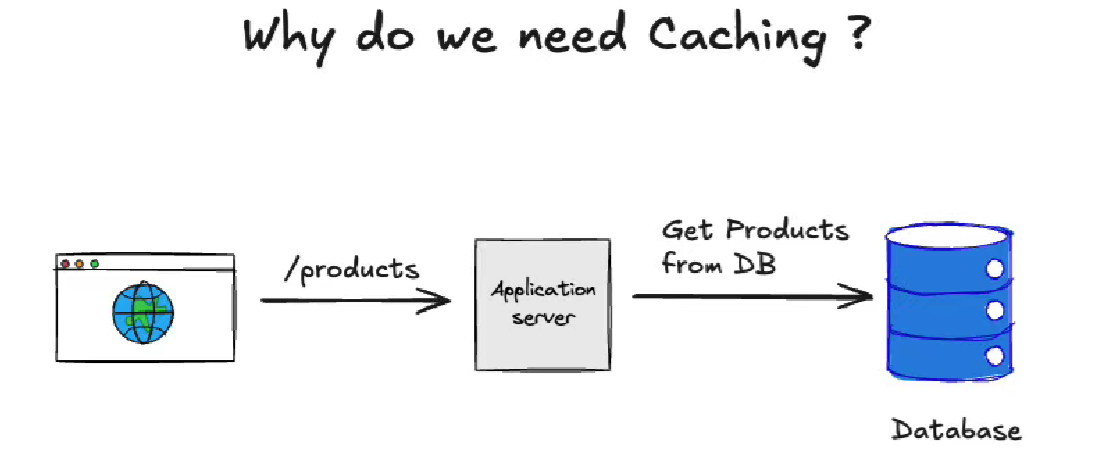 Why do we need Caching ?
/products
Application
server
Get Products
from DB
Database